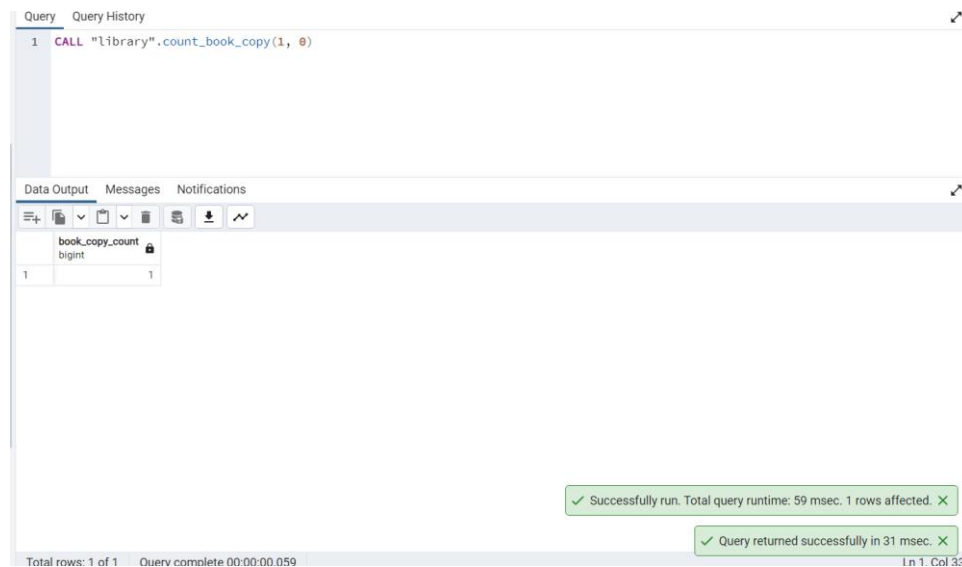 Query Query History
1 CALL "library".count_book_copy(1, 0)
Data Output Messages Notifications
book_copy_count
bigint
1 1
Successfully run. Total query runtime: 59 msec. 1 rows affected.
Query returned successfully in 31 msec.
Total rows: 1 of 1 Query complete 00:00:00.059 Ln 1, Col 33